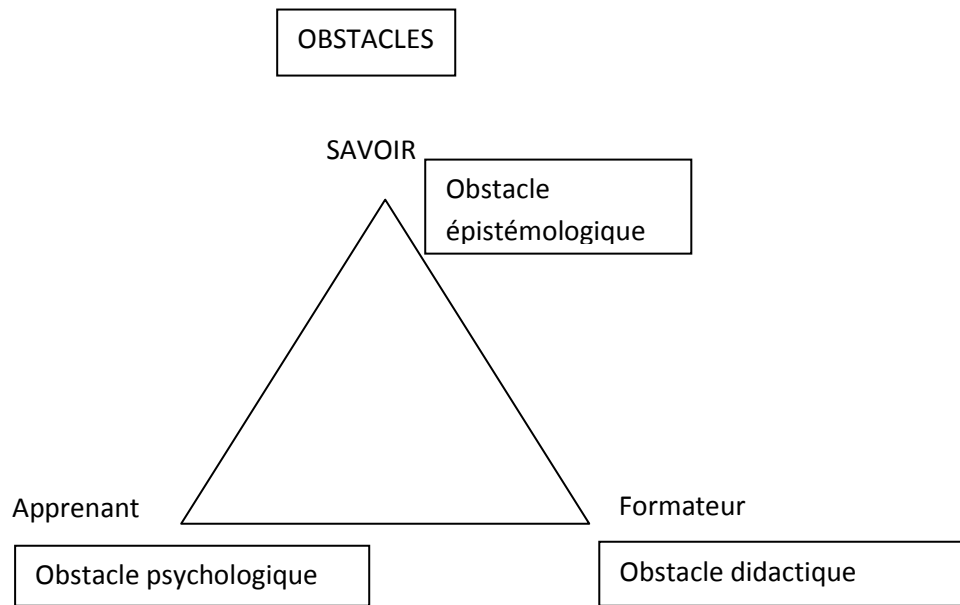 OBSTACLES
SAVOIR
Obstacle
épistémologique
Apprenant
Formateur
Obstacle psychologique
Obstacle didactique